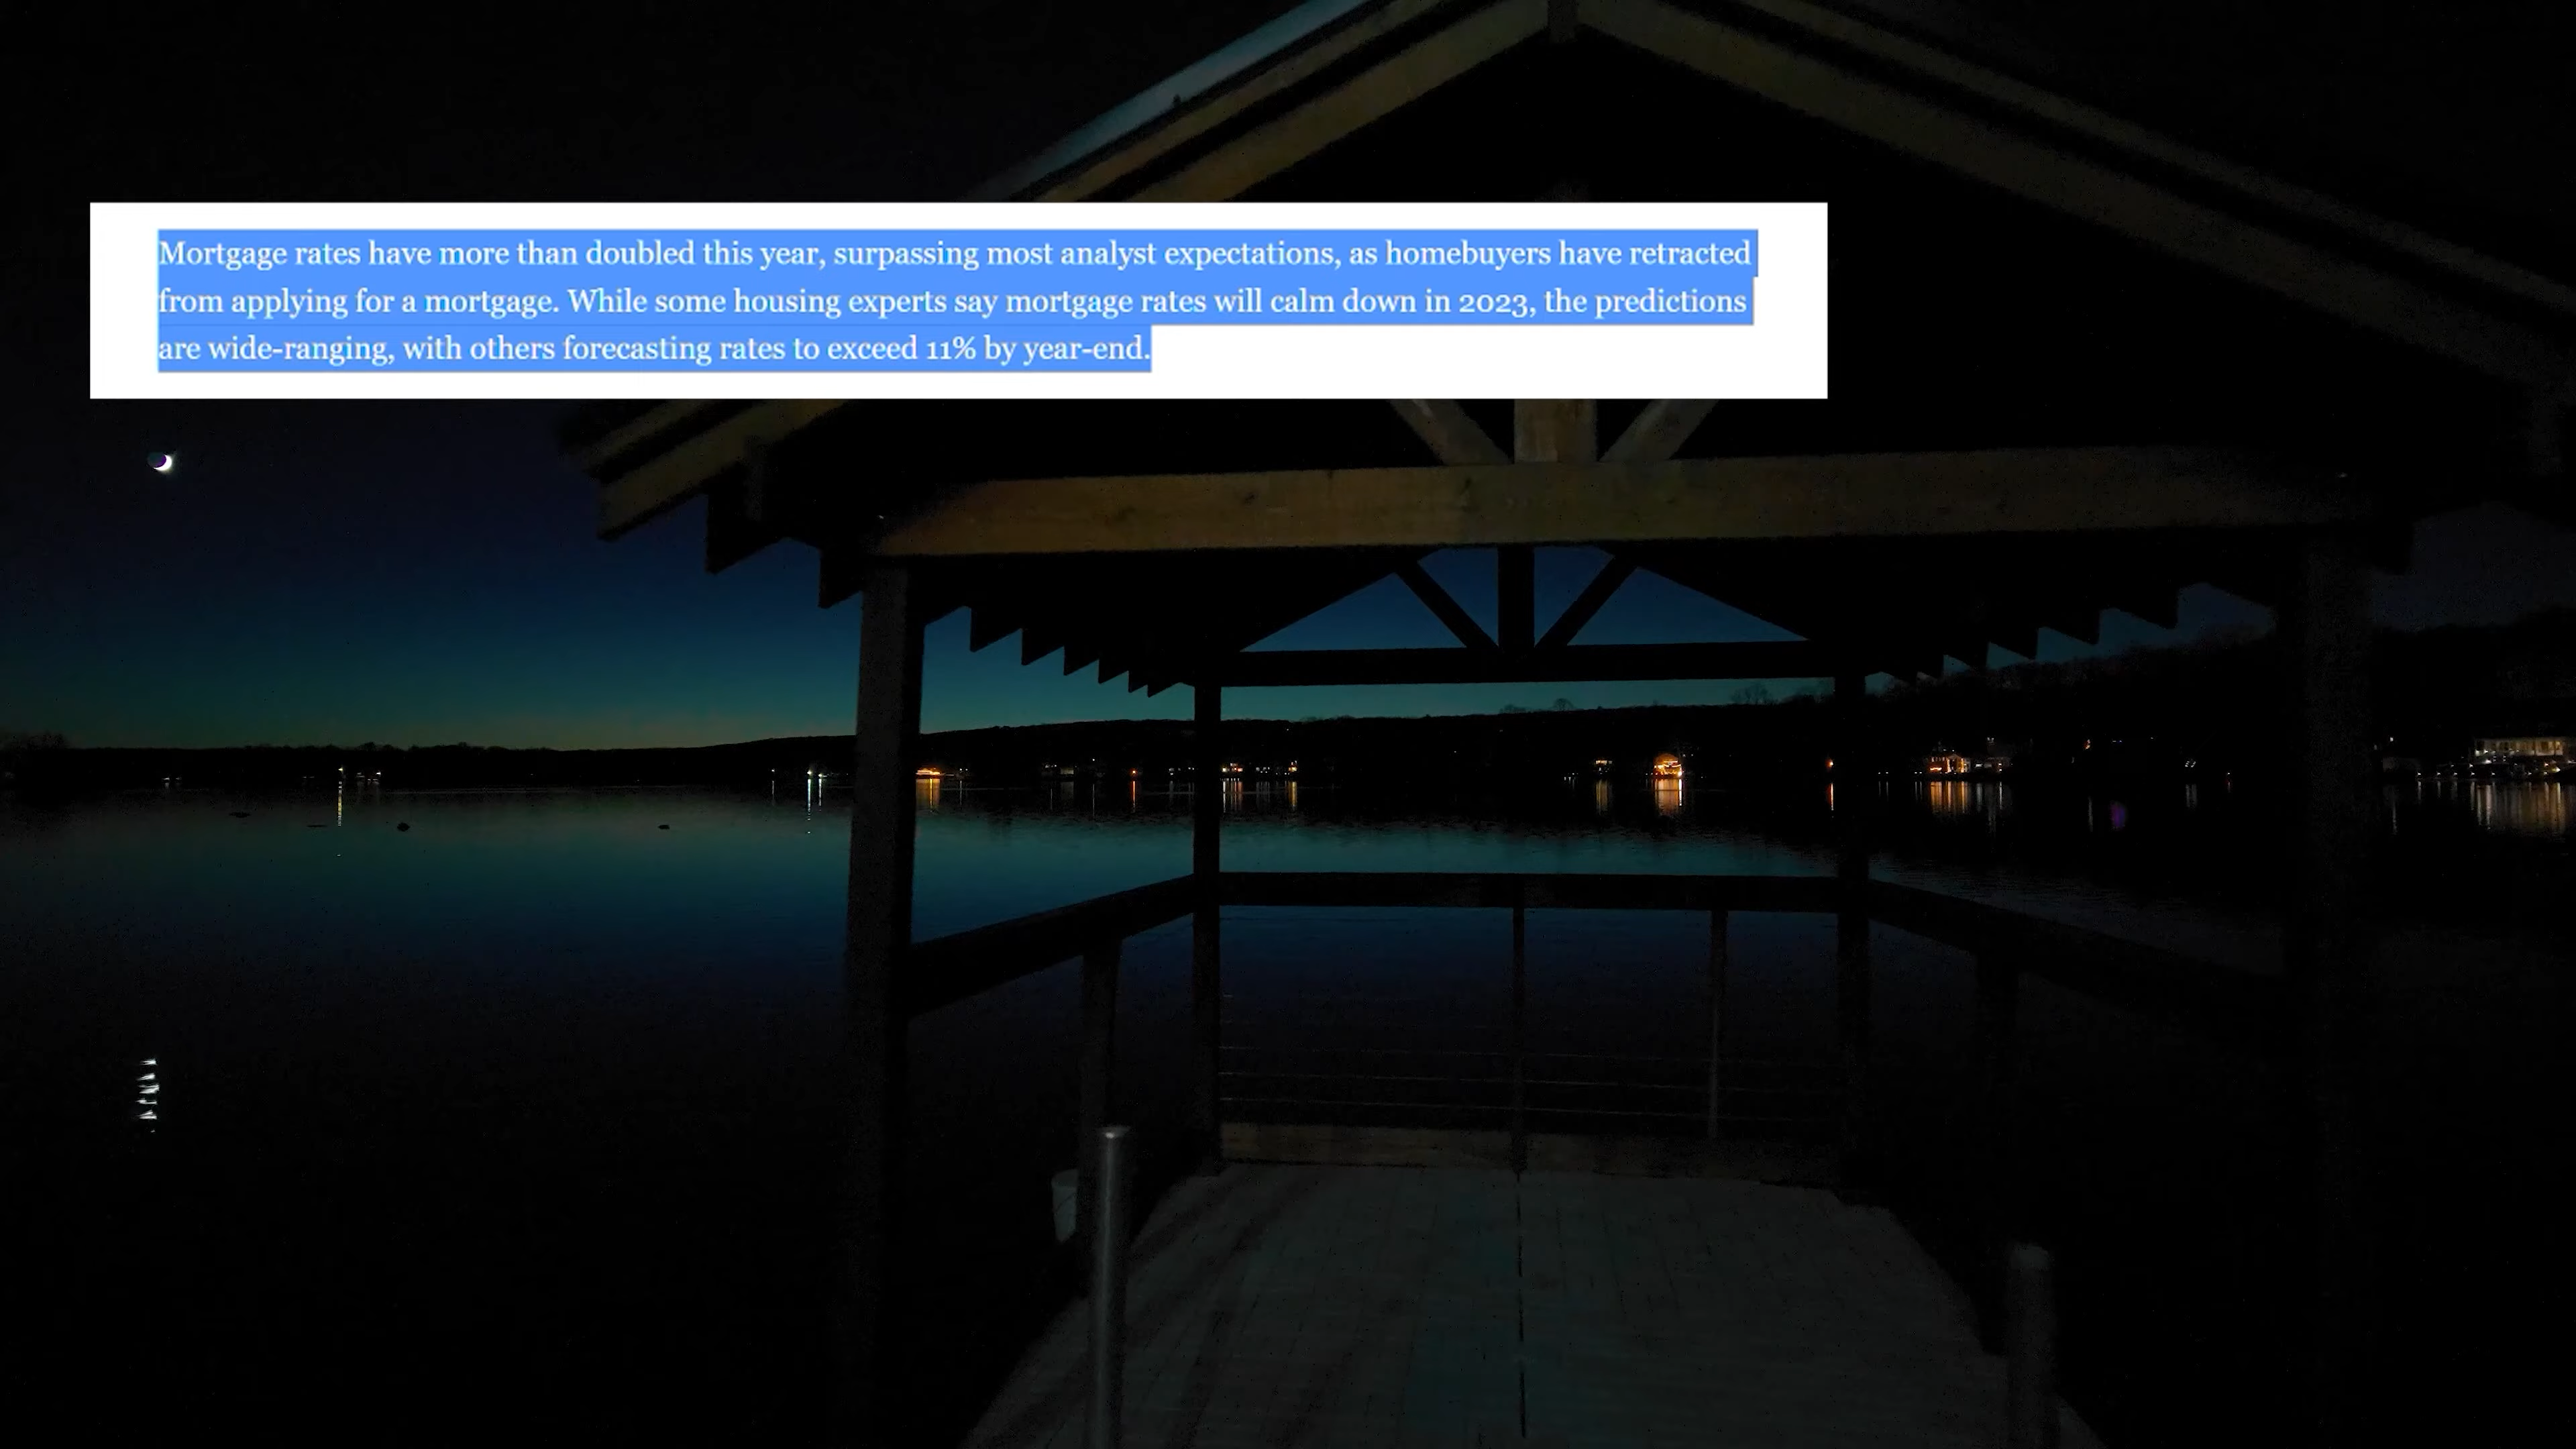 Mortgage rates have more than doubled this year, surpassing most analyst expectations, as homebuyers have retracted
from applying for a mortgage. While some housing experts say mortgage rates will calm down in 2023, the predictions
are wide-ranging, with others forecasting rates to exceed 11% by year-end.